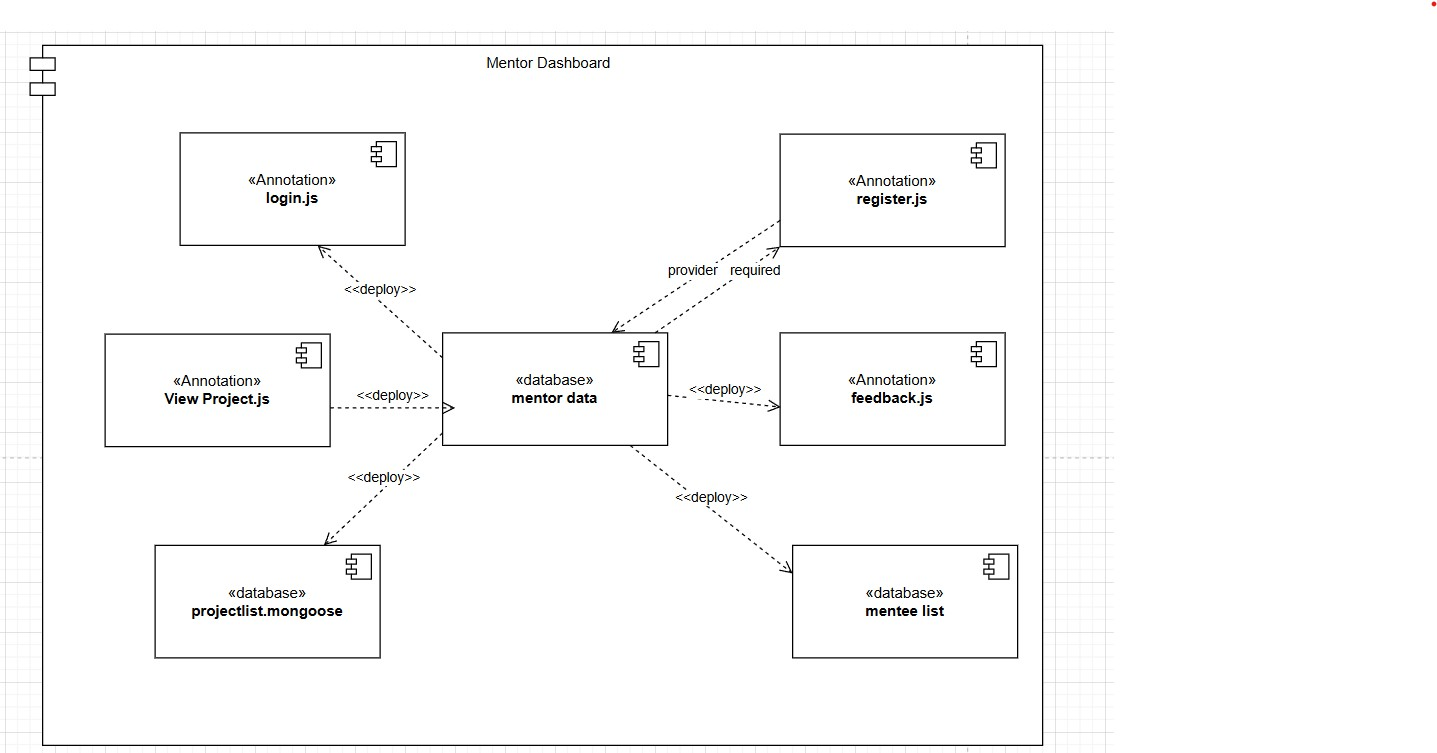 Mentor Dashboard
«Annotation»
login.js
«Annotation»
register.js
provider
required
<<deploy>>
«Annotation»
View Project.js
<<deploy>>
«database»
mentor data
<<deploy>>
«Annotation»
feedback.js
<<deploy>>
<<deploy>>
«database»
projectlist.mongoose
«database»
mentee list